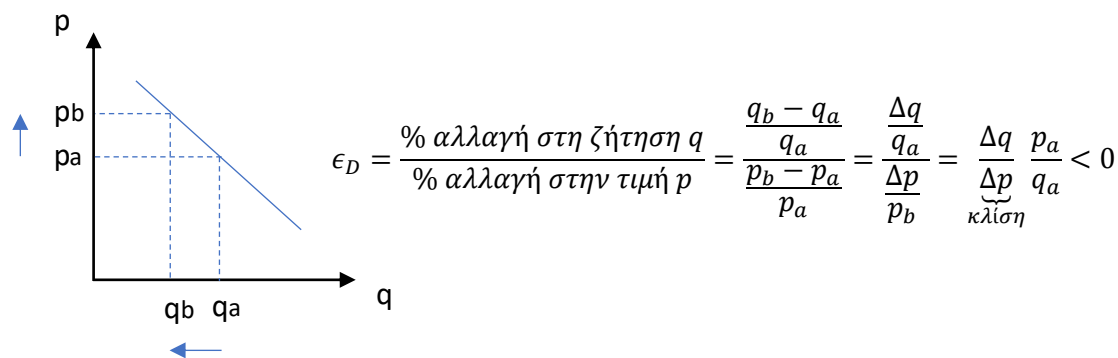 p
pb
pa
qb qa
q
𝜖_D = % αλλαγή στη ζήτηση q / % αλλαγή στην τιμή p = ((q_b − q_a)/q_a) / ((p_b − p_a)/p_a) = (Δq/q_a) / (Δp/p_b) = Δq/Δp p_a/q_a < 0
κλίση